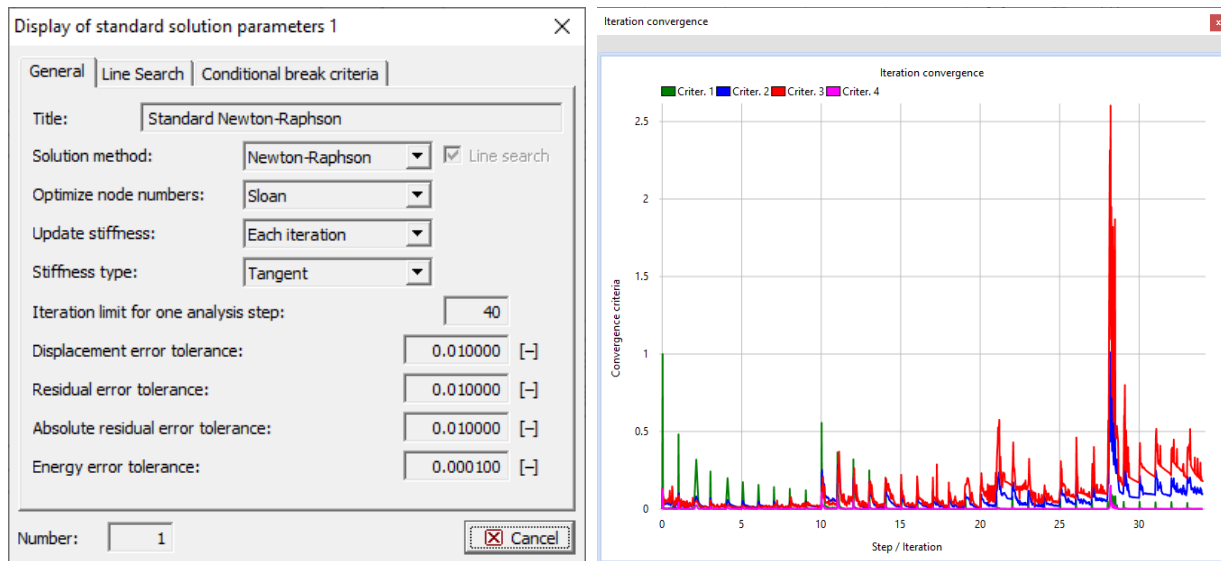 Display of standard solution parameters 1
General Line Search Conditional break criteria
Title: Standard Newton-Raphson
Solution method: Newton-Raphson Line search
Optimize node numbers: Sloan
Update stiffness: Each iteration
Stiffness type: Tangent
Iteration limit for one analysis step: 40
Displacement error tolerance: 0.010000 [–]
Residual error tolerance: 0.010000 [–]
Absolute residual error tolerance: 0.010000 [–]
Energy error tolerance: 0.000100 [–]
Number: 1 Cancel
Iteration convergence
Iteration convergence
Criter. 1 Criter. 2 Criter. 3 Criter. 4
Convergence criteria
2.5
2
1.5
1
0.5
0
0 5 10 15 20 25 30
Step / Iteration